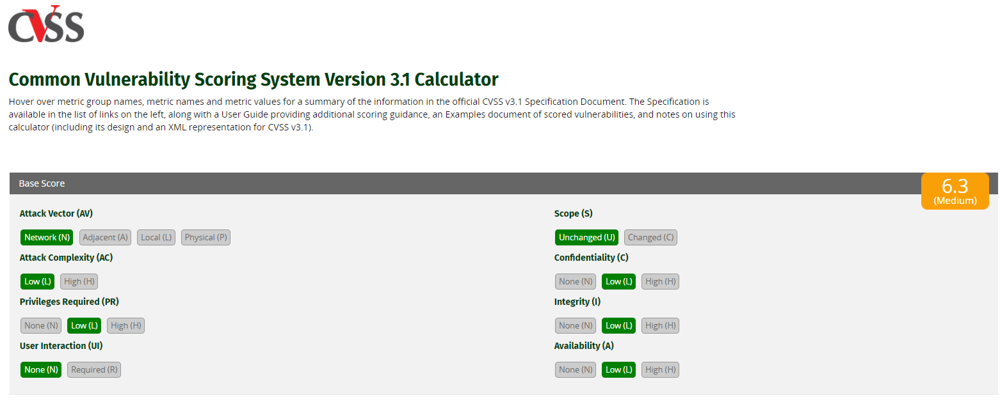 CVSS
Common Vulnerability Scoring System Version 3.1 Calculator
Hover over metric group names, metric names and metric values for a summary of the information in the official CVSS v3.1 Specification Document. The Specification is
available in the list of links on the left, along with a User Guide providing additional scoring guidance, an Examples document of scored vulnerabilities, and notes on using this
calculator (including its design and an XML representation for CVSS v3.1).
Base Score
6.3
(Medium)
Attack Vector (AV)
Network (N) Adjacent (A) Local (L) Physical (P)
Attack Complexity (AC)
Low (L) High (H)
Privileges Required (PR)
None (N) Low (L) High (H)
User Interaction (UI)
None (N) Required (R)
Scope (S)
Unchanged (U) Changed (C)
Confidentiality (C)
None (N) Low (L) High (H)
Integrity (I)
None (N) Low (L) High (H)
Availability (A)
None (N) Low (L) High (H)